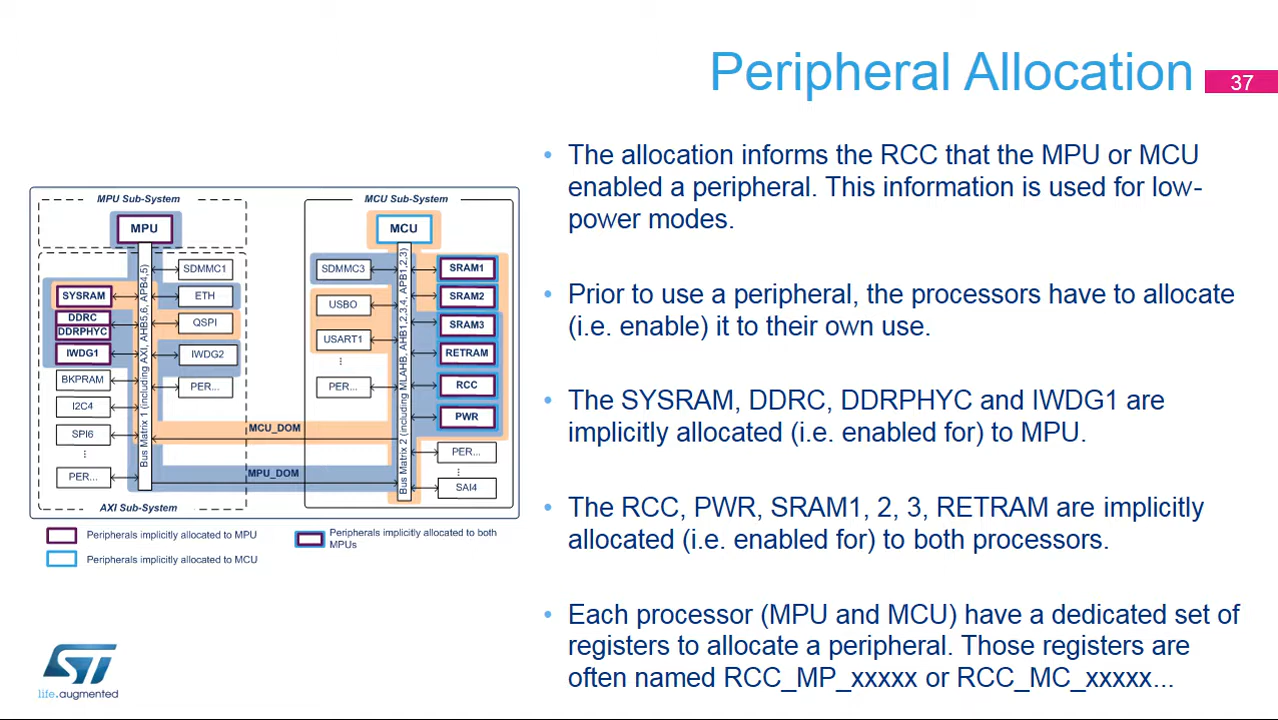 Peripheral Allocation
37
• The allocation informs the RCC that the MPU or MCU
enabled a peripheral. This information is used for low-
power modes.
• Prior to use a peripheral, the processors have to allocate
(i.e. enable) it to their own use.
• The SYSRAM, DDRC, DDRPHYC and IWDG1 are
implicitly allocated (i.e. enabled for) to MPU.
• The RCC, PWR, SRAM1, 2, 3, RETRAM are implicitly
allocated (i.e. enabled for) to both processors.
• Each processor (MPU and MCU) have a dedicated set of
registers to allocate a peripheral. Those registers are
often named RCC_MP_xxxxx or RCC_MC_xxxxx...
MPU Sub-System
MPU
SYSRAM
DDRC
DDRPHYC
IWDG1
BKPRAM
I2C4
SPI6
⋮
PER...
Bus Matrix 1 (including AXI, AHB5,6, APB4,5)
SDMMC1
ETH
QSPI
IWDG2
PER...
AXI Sub-System
MCU_DOM
MPU_DOM
MCU Sub-System
MCU
SDMMC3
USBO
USART1
⋮
PER...
Bus Matrix 2 (including MLAHB, AHB1,2,3,4, APB1,2,3)
SRAM1
SRAM2
SRAM3
RETRAM
RCC
PWR
PER...
⋮
SAI4
Peripherals implicitly allocated to MPU
Peripherals implicitly allocated to MCU
Peripherals implicitly allocated to both
MPUs
ST
life.augmented